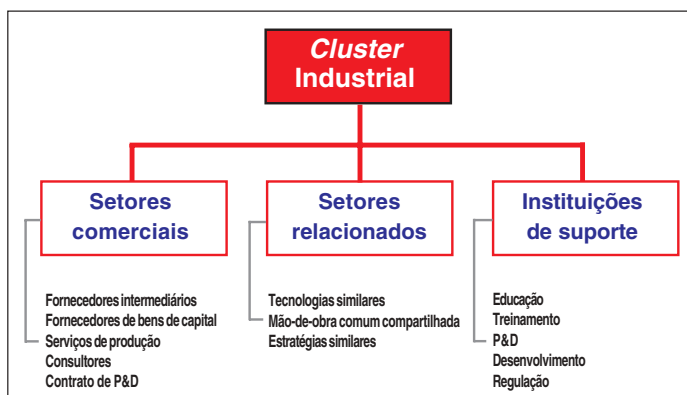 Cluster
Industrial
Setores
comerciais
Fornecedores intermediários
Fornecedores de bens de capital
Serviços de produção
Consultores
Contrato de P&D
Setores
relacionados
Tecnologias similares
Mão-de-obra comum compartilhada
Estratégias similares
Instituições
de suporte
Educação
Treinamento
P&D
Desenvolvimento
Regulação